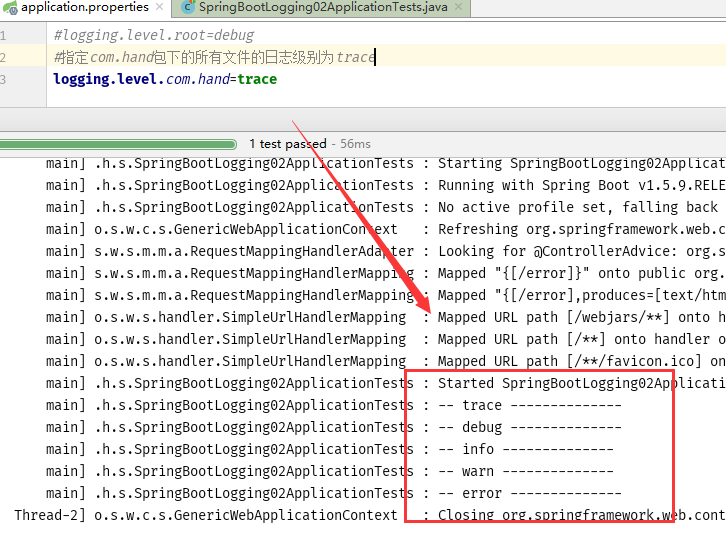 application.properties × SpringBootLogging02ApplicationTests.java ×
1 #logging.level.root=debug
2 #指定com.hand包下的所有文件的日志级别为trace
3 logging.level.com.hand=trace
1 test passed - 56ms
main] .h.s.SpringBootLogging02ApplicationTests : Starting SpringBootLogging02Applicat
main] .h.s.SpringBootLogging02ApplicationTests : Running with Spring Boot v1.5.9.RELE
main] .h.s.SpringBootLogging02ApplicationTests : No active profile set, falling back
main] o.s.w.c.s.GenericWebApplicationContext : Refreshing org.springframework.web.c
main] s.w.s.m.m.a.RequestMappingHandlerAdapter : Looking for @ControllerAdvice: org.s
main] s.w.s.m.m.a.RequestMappingHandlerMapping : Mapped "{[/error]}" onto public org.
main] s.w.s.m.m.a.RequestMappingHandlerMapping : Mapped "{[/error],produces=[text/htm
main] o.s.w.s.handler.SimpleUrlHandlerMapping : Mapped URL path [/webjars/**] onto h
main] o.s.w.s.handler.SimpleUrlHandlerMapping : Mapped URL path [/**] onto handler o
main] o.s.w.s.handler.SimpleUrlHandlerMapping : Mapped URL path [/**/favicon.ico] on
main] .h.s.SpringBootLogging02ApplicationTests : Started SpringBootLogging02Applicati
main] .h.s.SpringBootLogging02ApplicationTests : -- trace --------------
main] .h.s.SpringBootLogging02ApplicationTests : -- debug --------------
main] .h.s.SpringBootLogging02ApplicationTests : -- info --------------
main] .h.s.SpringBootLogging02ApplicationTests : -- warn --------------
main] .h.s.SpringBootLogging02ApplicationTests : -- error --------------
Thread-2] o.s.w.c.s.GenericWebApplicationContext : Closing org.springframework.web.cont